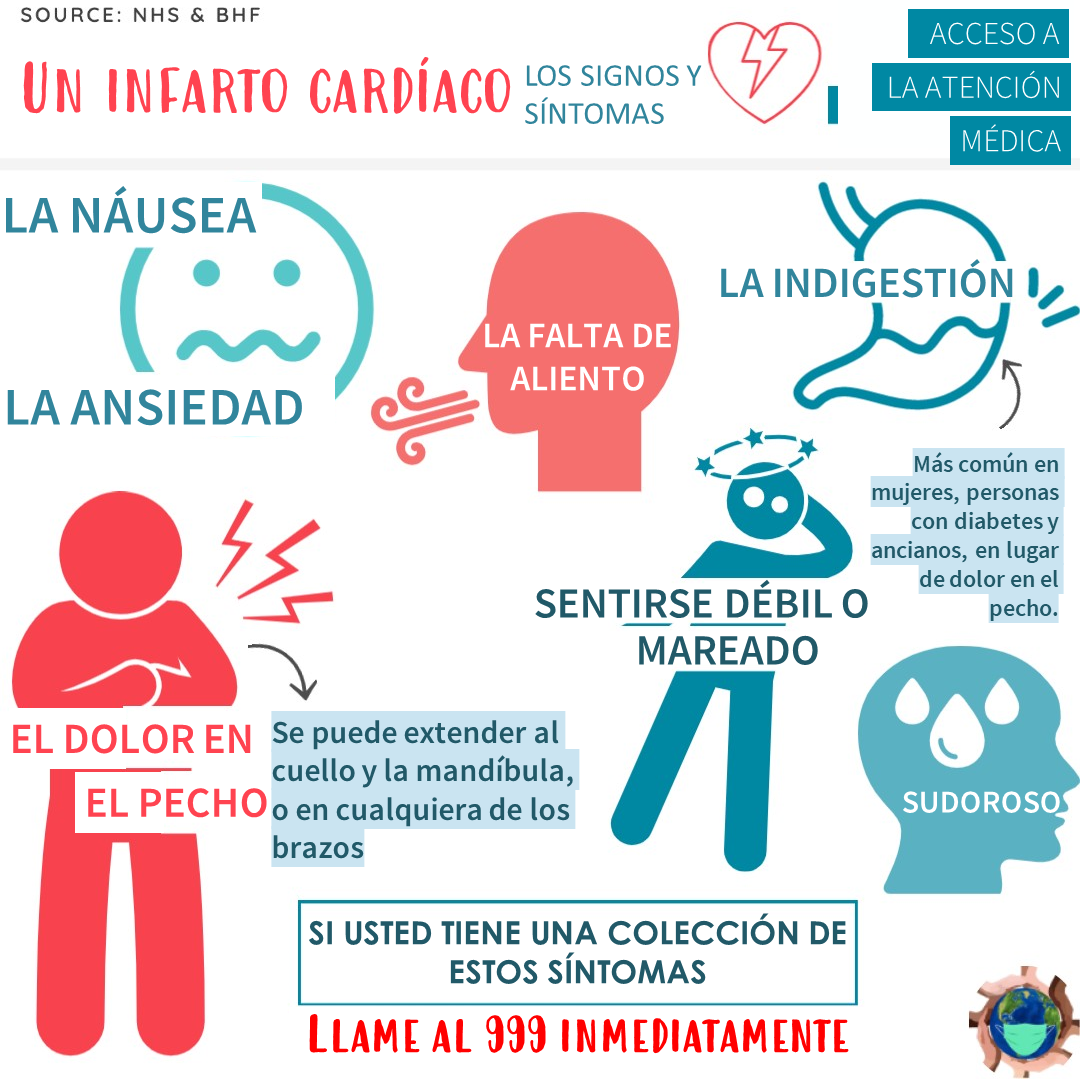 SOURCE: NHS & BHF
UN INFARTO CARDÍACO
LOS SIGNOS Y
SÍNTOMAS
ACCESO A
LA ATENCIÓN
MÉDICA
LA NÁUSEA
LA ANSIEDAD
LA FALTA DE
ALIENTO
LA INDIGESTIÓN
Más común en
mujeres, personas
con diabetes y
ancianos, en lugar
de dolor en el
pecho.
SENTIRSE DÉBIL O
MAREADO
EL DOLOR EN
EL PECHO
Se puede extender al
cuello y la mandíbula,
o en cualquiera de los
brazos
SUDOROSO
SI USTED TIENE UNA COLECCIÓN DE
ESTOS SÍNTOMAS
LLAME AL 999 INMEDIATAMENTE